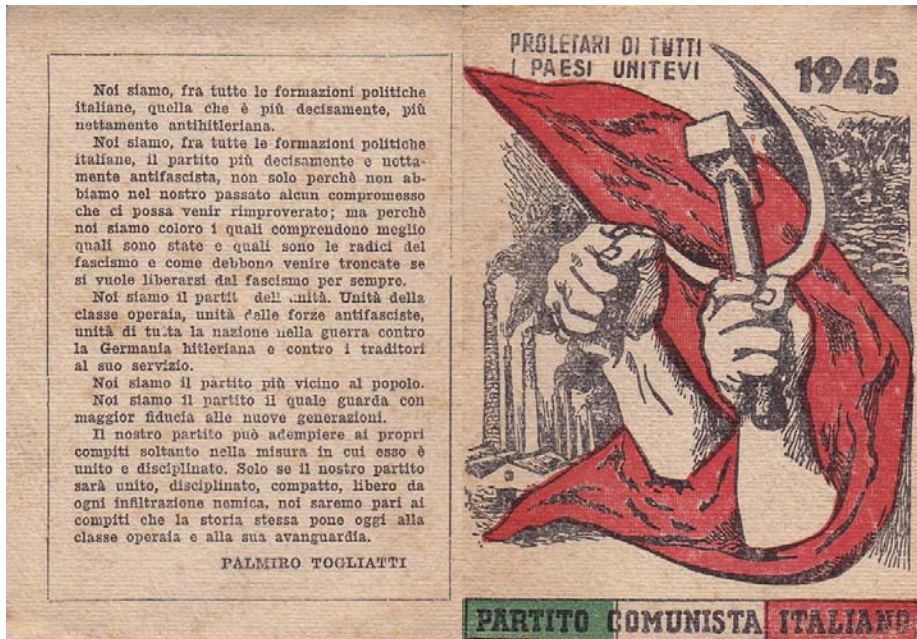 Noi siamo, fra tutte le formazioni politiche
italiane, quella che è più decisamente, più
nettamente antihitleriana.
Noi siamo, fra tutte le formazioni politiche
italiane, il partito più decisamente e netta-
mente antifascista, non solo perchè non ab-
biamo nel nostro passato alcun compromesso
che ci possa venir rimproverato; ma perchè
noi siamo coloro i quali comprendono meglio
quali sono state e quali sono le radici del
fascismo e come debbono venire troncate se
si vuole liberarsi dal fascismo per sempre.
Noi siamo il partit dell unità. Unità della
classe operaia, unità delle forze antifasciste,
unità di tutta la nazione nella guerra contro
la Germania hitleriana e contro i traditori
al suo servizio.
Noi siamo il partito più vicino al popolo.
Noi siamo il partito il quale guarda con
maggior fiducia alle nuove generazioni.
Il nostro partito può adempiere ai propri
compiti soltanto nella misura in cui esso è
unito e disciplinato. Solo se il nostro partito
sarà unito, disciplinato, compatto, libero da
ogni infiltrazione nemica, noi saremo pari ai
compiti che la storia stessa pone oggi alla
classe operaia e alla sua avanguardia.
PALMIRO TOGLIATTI
PROLETARI DI TUTTI
I PAESI UNITEVI
1945
PARTITO COMUNISTA ITALIANO